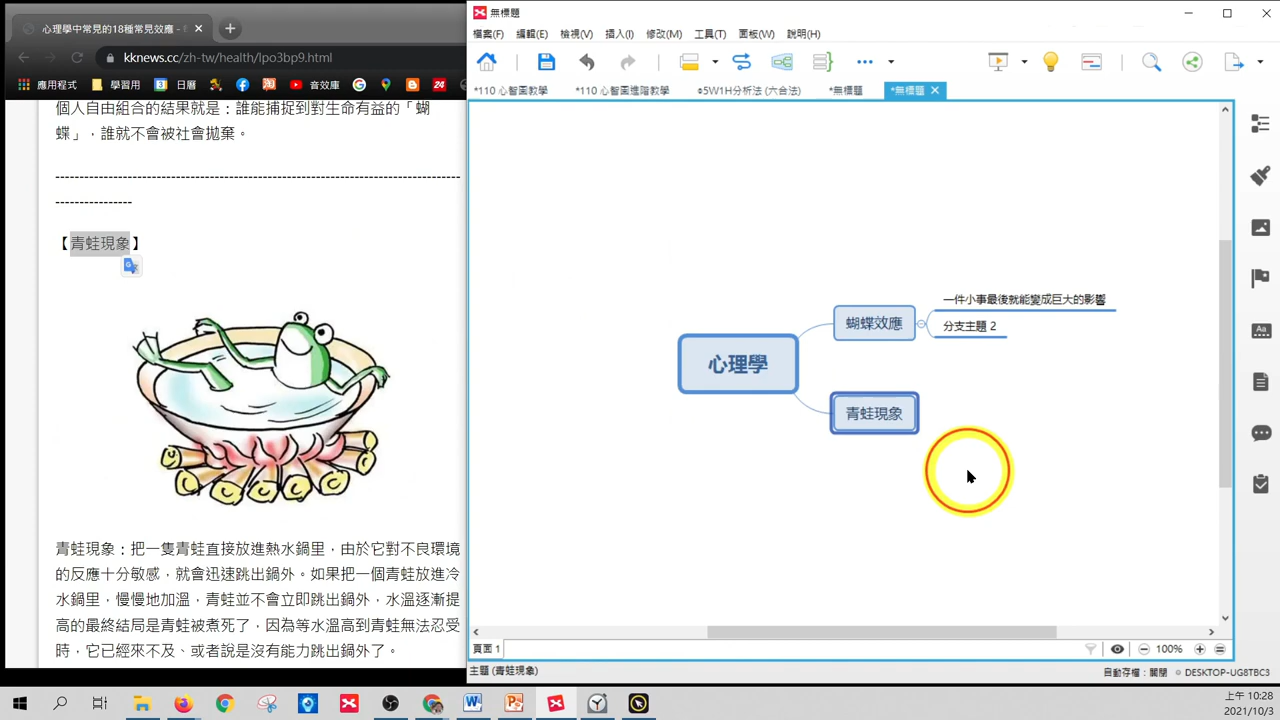 心理學中常見的18種常見效應 -
kknews.cc/zh-tw/health/lpo3bp9.html
應用程式 學習用 日曆 音效庫 24
個人自由組合的結果就是：誰能捕捉到對生命有益的「蝴
蝶」，誰就不會被社會拋棄。
------------------------------------------------------------------------------------
----------------
【青蛙現象】
青蛙現象：把一隻青蛙直接放進熱水鍋里，由於它對不良環境
的反應十分敏感，就會迅速跳出鍋外。如果把一個青蛙放進冷
水鍋里，慢慢地加溫，青蛙並不會立即跳出鍋外，水溫逐漸提
高的最終結局是青蛙被煮死了，因為等水溫高到青蛙無法忍受
時，它已經來不及、或者說是沒有能力跳出鍋外了。
無標題
檔案(F) 編輯(E) 檢視(V) 插入(I) 修改(M) 工具(T) 面板(W) 說明(H)
*110 心智圖教學 *110 心智圖進階教學 5W1H分析法 (六合法) *無標題 *無標題
心理學
蝴蝶效應
一件小事最後就能變成巨大的影響
分支主題 2
青蛙現象
頁面 1
100%
主題 (青蛙現象)
自動存檔：關閉 DESKTOP-UG8TBC3
上午 10:28
2021/10/3